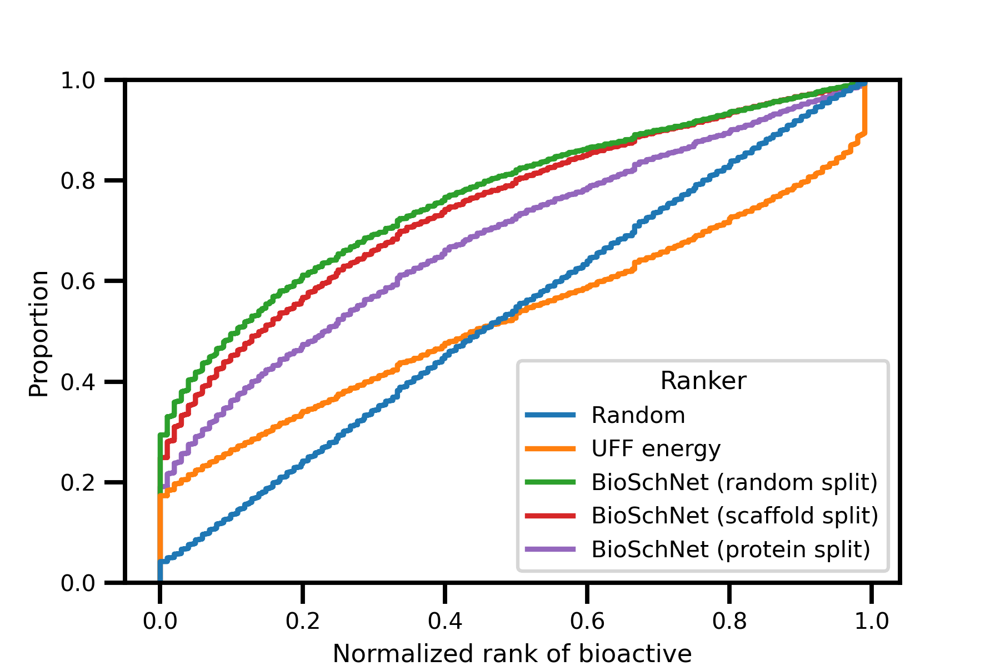 1.0
0.8
0.6
0.4
0.2
0.0
Proportion
Ranker
Random
UFF energy
BioSchNet (random split)
BioSchNet (scaffold split)
BioSchNet (protein split)
0.0 0.2 0.4 0.6 0.8 1.0
Normalized rank of bioactive